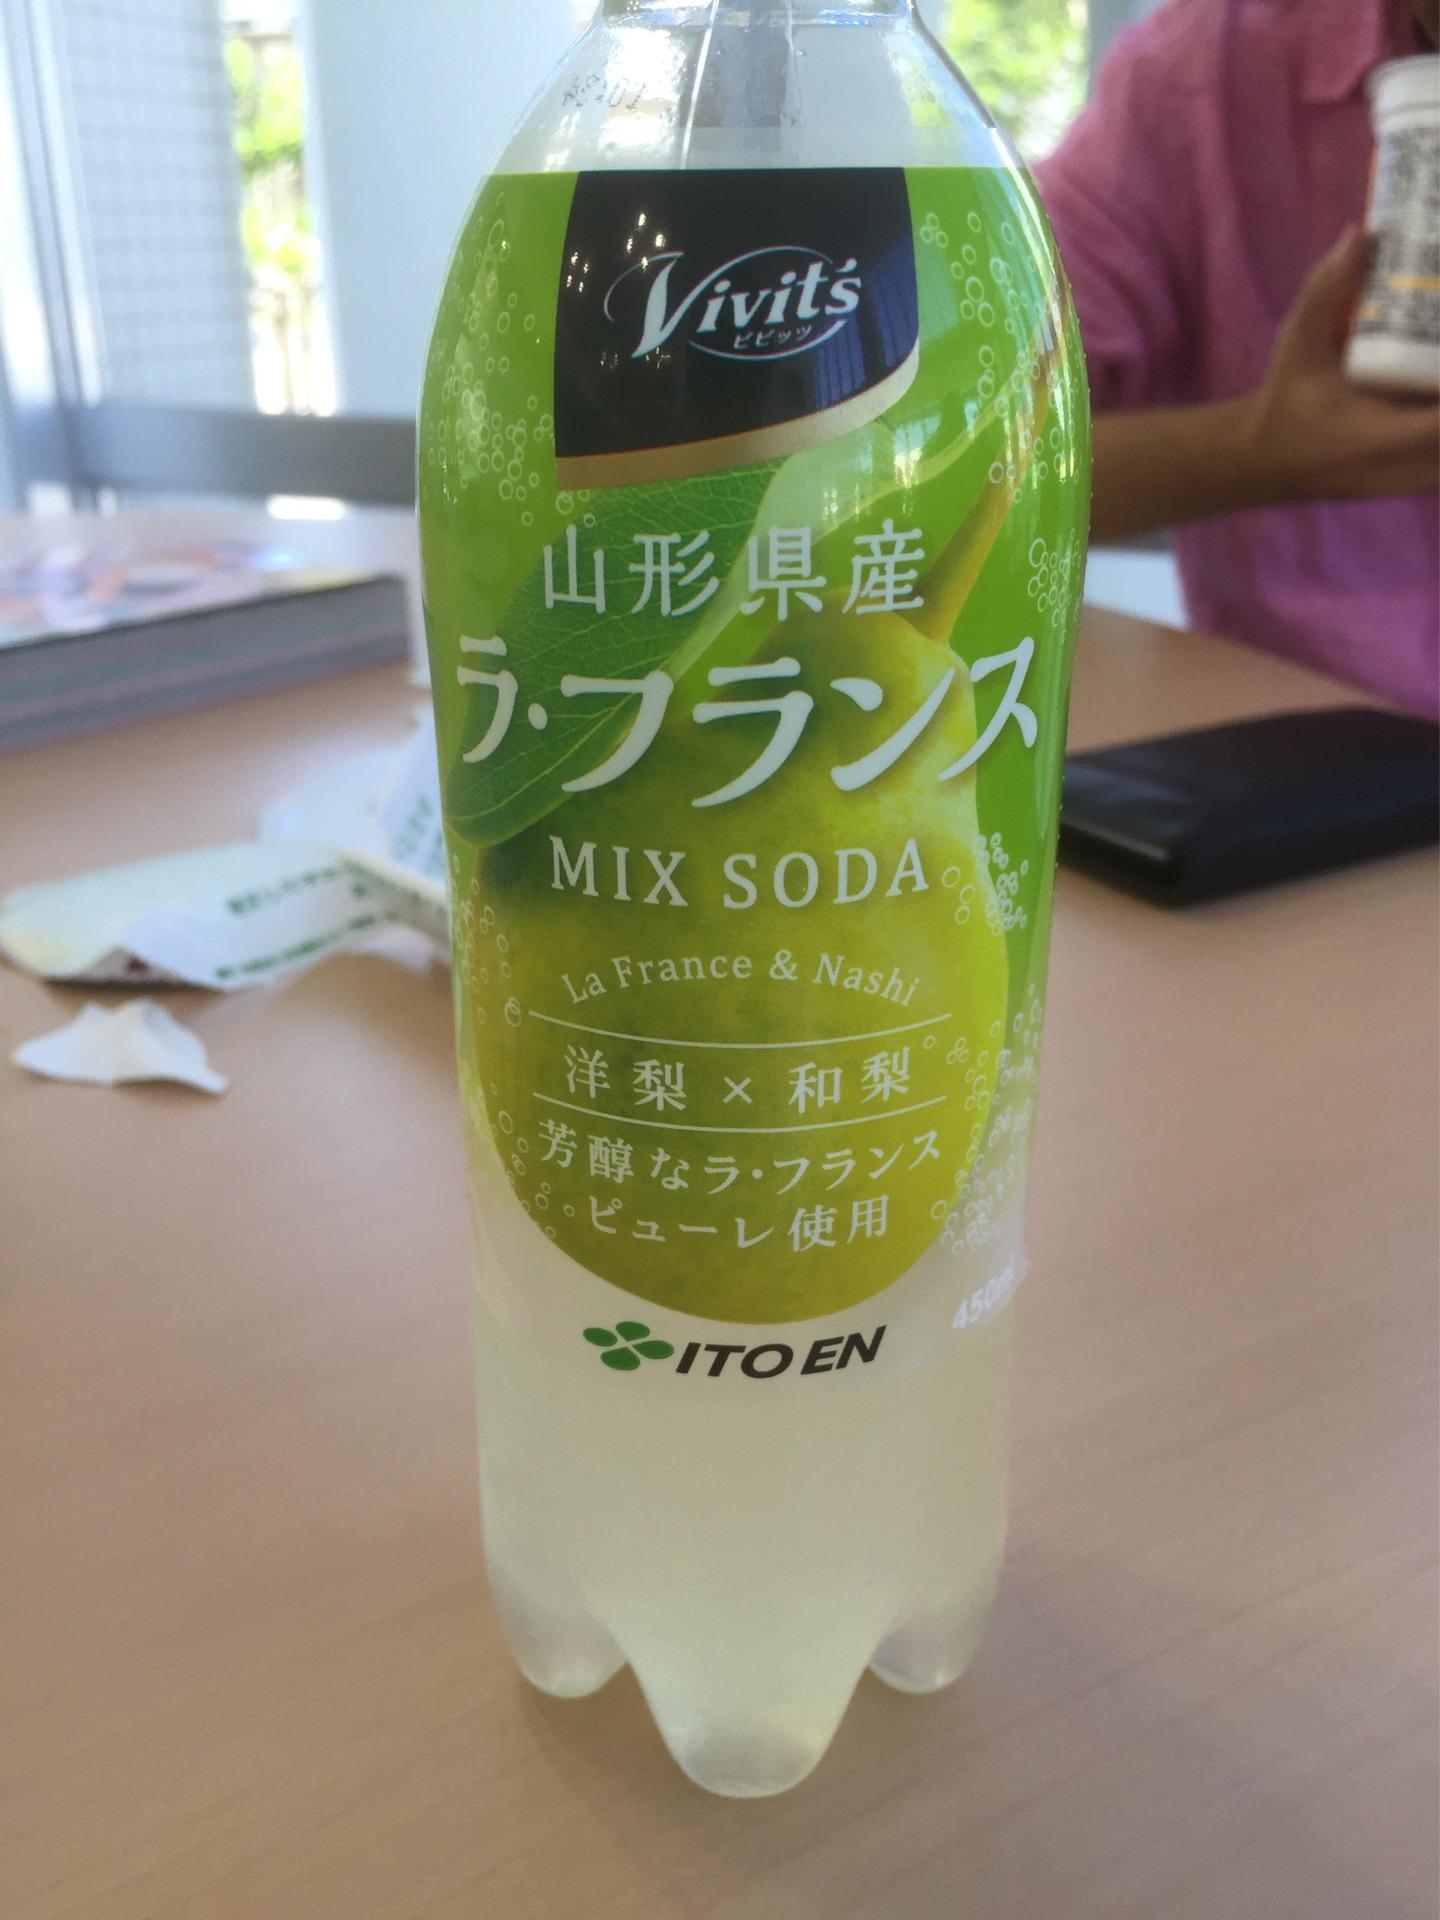 Vivit's
ビビッツ
山形県産
ラ・フランス
MIX SODA
La France & Nashi
洋梨 × 和梨
芳醇なラ・フランス
ピューレ使用
450ml
ITO EN